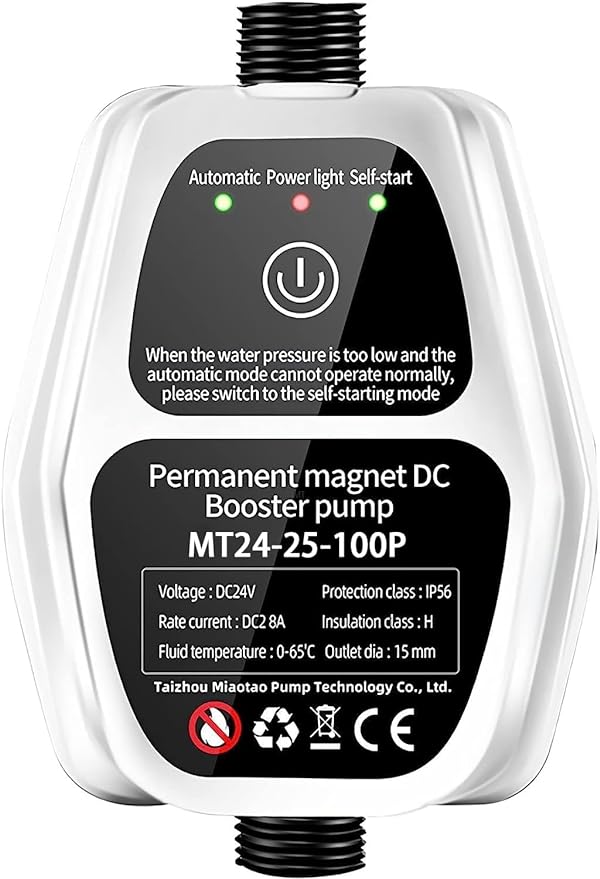 Automatic Power light Self-start
When the water pressure is too low and the
automatic mode cannot operate normally,
please switch to the self-starting mode
Permanent magnet DC
Booster pump
MT24-25-100P
Voltage : DC24V Protection class : IP56
Rate current : DC2 8A Insulation class : H
Fluid temperature : 0-65'C Outlet dia : 15 mm
Taizhou Miaotao Pump Technology Co., Ltd.
CE